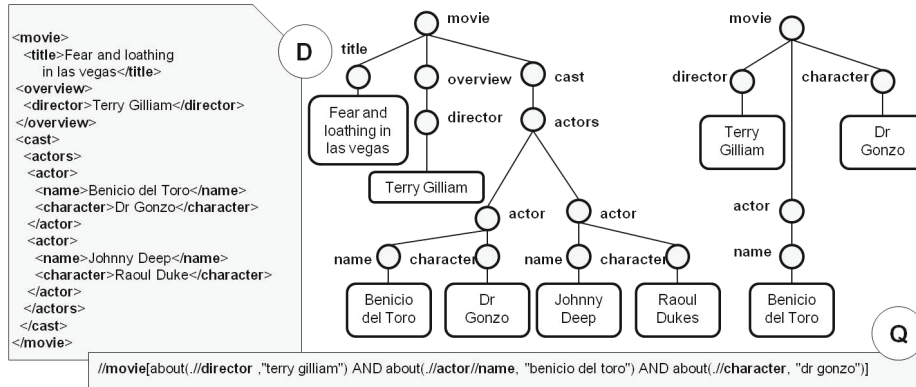 <movie>
<title>Fear and loathing
in las vegas</title>
<overview>
<director>Terry Gilliam</director>
</overview>
<cast>
<actors>
<actor>
<name>Benicio del Toro</name>
<character>Dr Gonzo</character>
</actor>
<actor>
<name>Johnny Deep</name>
<character>Raoul Duke</character>
</actor>
</actors>
</cast>
</movie>
D
movie
title
overview
cast
Fear and
loathing in
las vegas
director
actors
Terry Gilliam
actor
actor
name
character
name
character
Benicio
del Toro
Dr
Gonzo
Johnny
Deep
Raoul
Dukes
movie
director
character
Terry
Gilliam
Dr
Gonzo
actor
name
Benicio
del Toro
Q
//movie[about(.//director ,"terry gilliam") AND about(.//actor//name, "benicio del toro") AND about(.//character, "dr gonzo")]